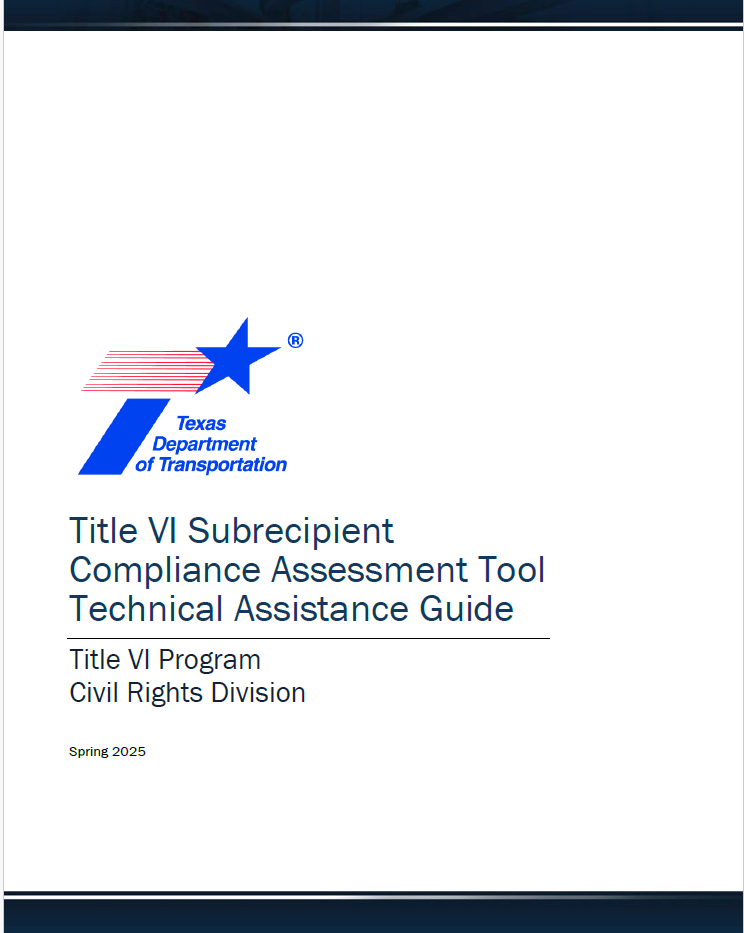 ®
Texas
Department
of Transportation
Title VI Subrecipient
Compliance Assessment Tool
Technical Assistance Guide
Title VI Program
Civil Rights Division
Spring 2025